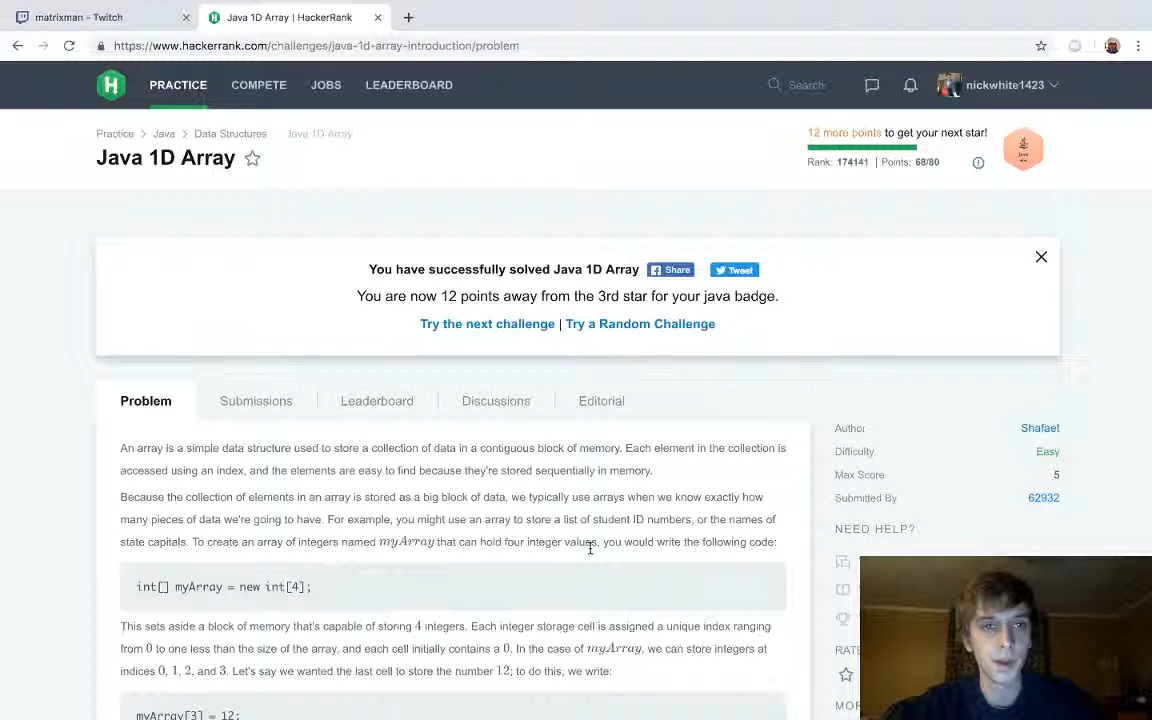 matrixman - Twitch
Java 1D Array | HackerRank
https://www.hackerrank.com/challenges/java-1d-array-introduction/problem
H
PRACTICE
COMPETE
JOBS
LEADERBOARD
Search
nickwhite1423
Practice > Java > Data Structures > Java 1D Array
12 more points to get your next star!
Java 1D Array
Rank: 174141 | Points: 68/80
Java
You have successfully solved Java 1D Array
Share
Tweet
You are now 12 points away from the 3rd star for your java badge.
Try the next challenge | Try a Random Challenge
Problem
Submissions
Leaderboard
Discussions
Editorial
An array is a simple data structure used to store a collection of data in a contiguous block of memory. Each element in the collection is
accessed using an index, and the elements are easy to find because they're stored sequentially in memory.
Because the collection of elements in an array is stored as a big block of data, we typically use arrays when we know exactly how
many pieces of data we're going to have. For example, you might use an array to store a list of student ID numbers, or the names of
state capitals. To create an array of integers named myArray that can hold four integer values, you would write the following code:
int[] myArray = new int[4];
This sets aside a block of memory that's capable of storing 4 integers. Each integer storage cell is assigned a unique index ranging
from 0 to one less than the size of the array, and each cell initially contains a 0. In the case of myArray, we can store integers at
indices 0, 1, 2, and 3. Let's say we wanted the last cell to store the number 12; to do this, we write:
myArray[3] = 12;
Author Shafaet
Difficulty Easy
Max Score 5
Submitted By 62932
NEED HELP?
RATE
MOR